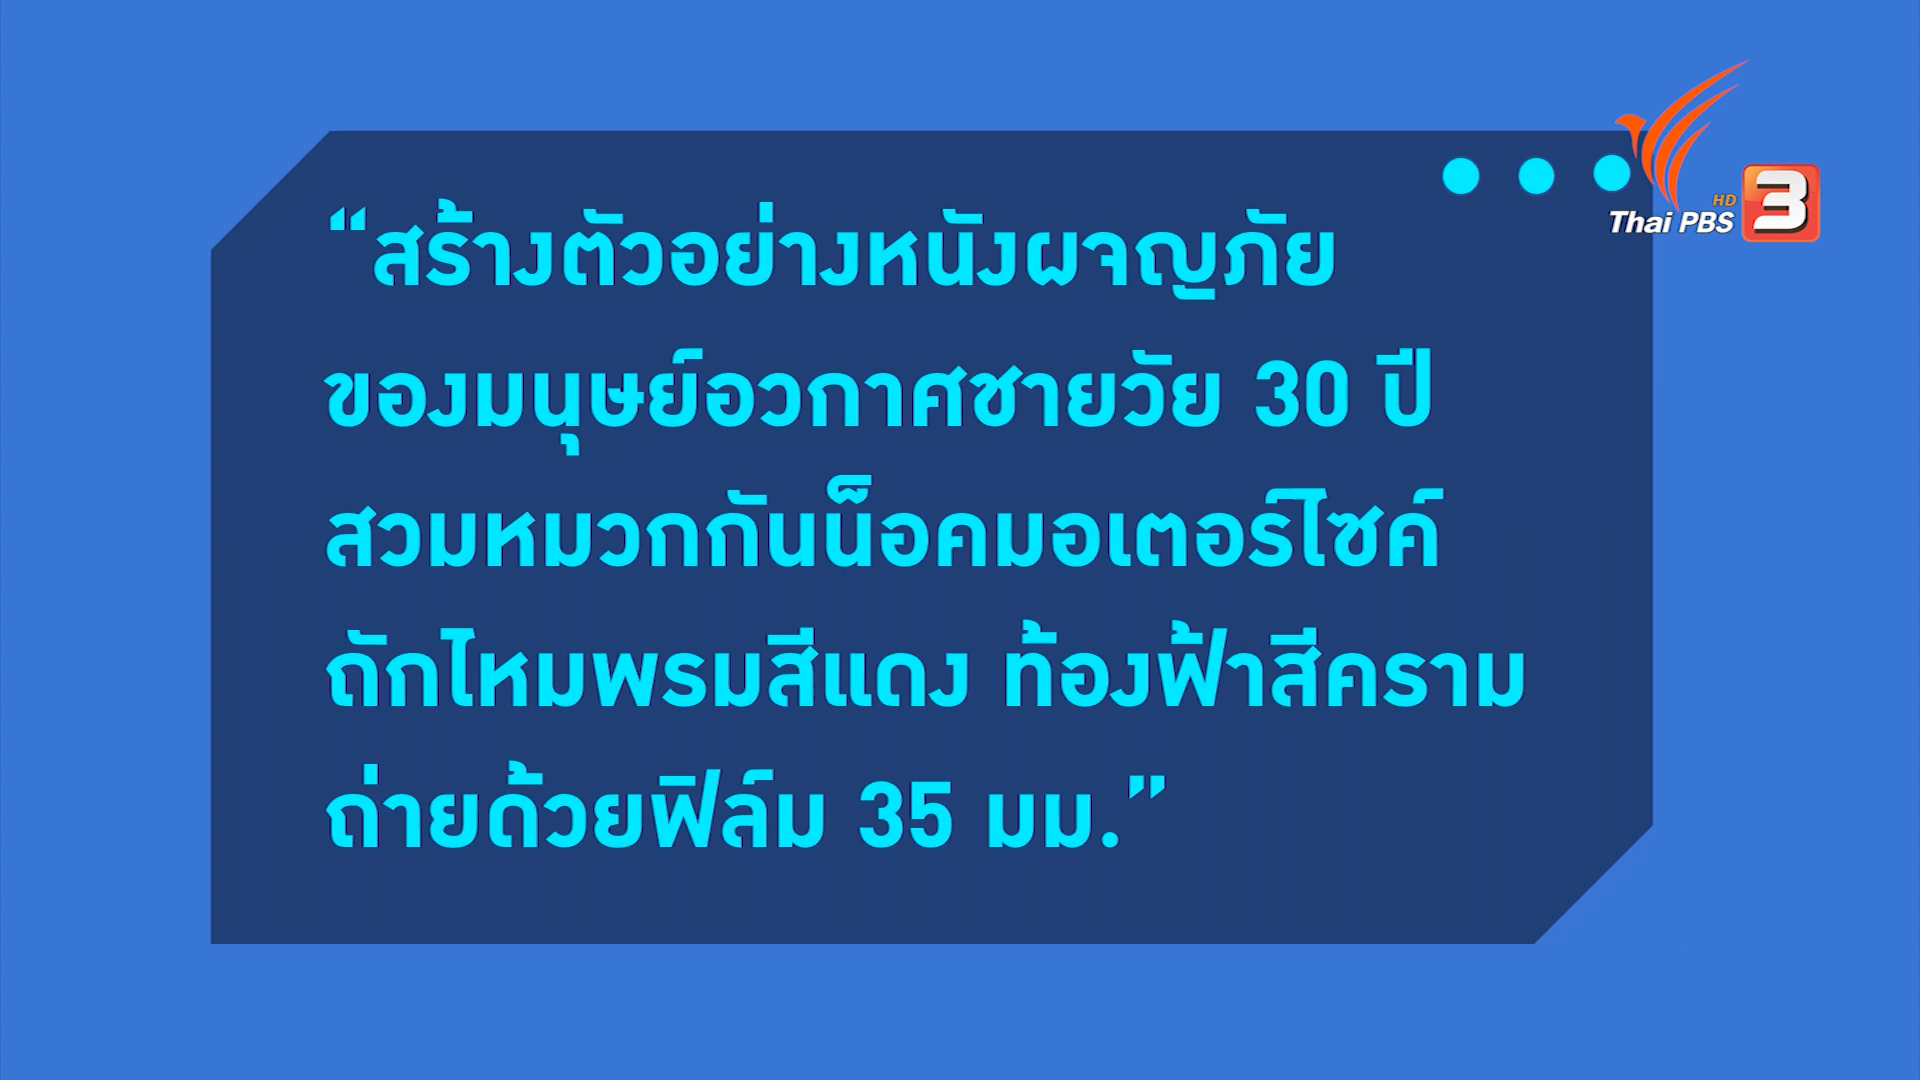 “สร้างตัวอย่างหนังผจญภัย
ของมนุษย์อวกาศชายวัย 30 ปี
สวมหมวกกันน็อคมอเตอร์ไซค์
ถักไหมพรมสีแดง ท้องฟ้าสีคราม
ถ่ายด้วยฟิล์ม 35 มม.”
HD
Thai PBS 3